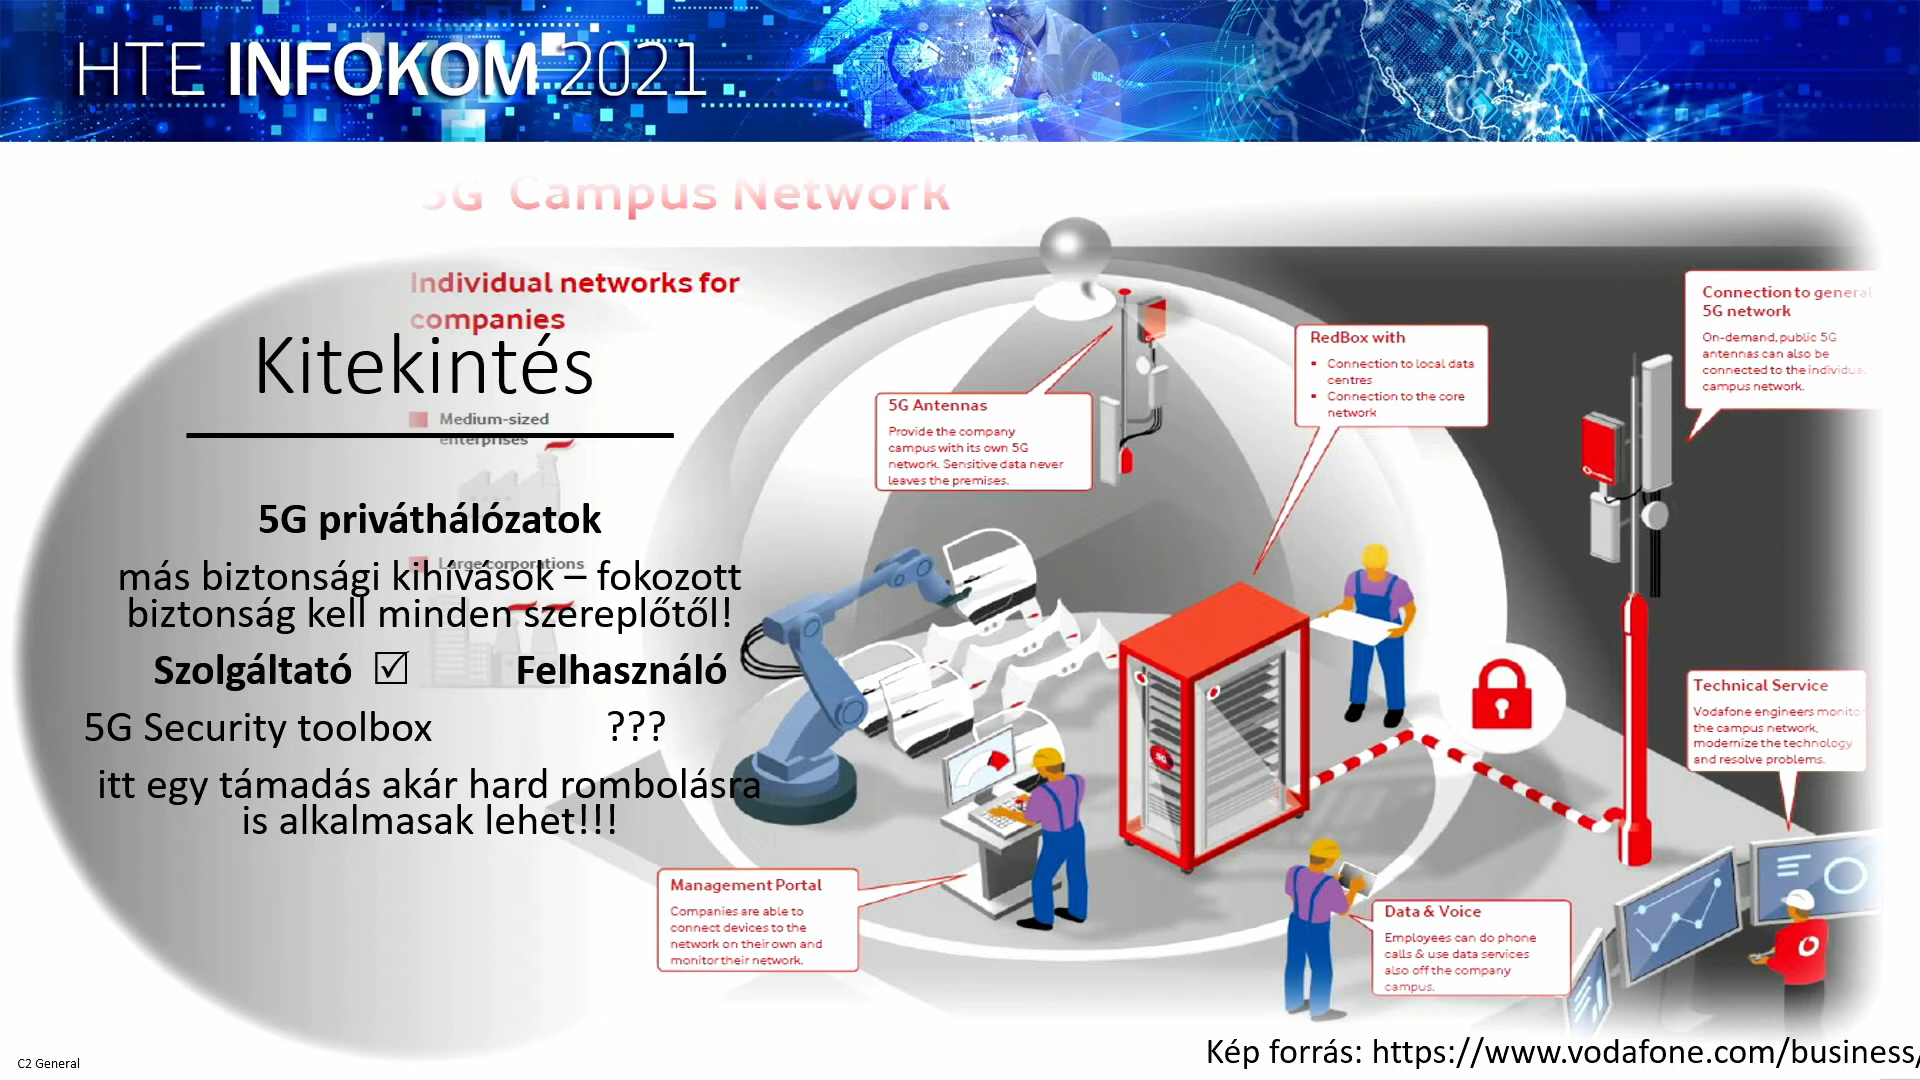 HTE INFOKOM 2021
5G Campus Network
Individual networks for
companies
Kitekintés
Medium-sized
enterprises
5G priváthálózatok
Large corporations
más biztonsági kihívások – fokozott
biztonság kell minden szereplőtől!
Szolgáltató ☑ Felhasználó
5G Security toolbox ???
itt egy támadás akár hard rombolásra
is alkalmasak lehet!!!
5G Antennas
Provide the company
campus with its own 5G
network. Sensitive data never
leaves the premises.
RedBox with
▪ Connection to local data
centres
▪ Connection to the core
network
Connection to general
5G network
On-demand, public 5G
antennas can also be
connected to the individual
campus network.
5G
Technical Service
Vodafone engineers monitor
the campus network,
modernize the technology
and resolve problems.
Management Portal
Companies are able to
connect devices to the
network on their own and
monitor their network.
Data & Voice
Employees can do phone
calls & use data services
also off the company
campus.
C2 General
Kép forrás: https://www.vodafone.com/business/